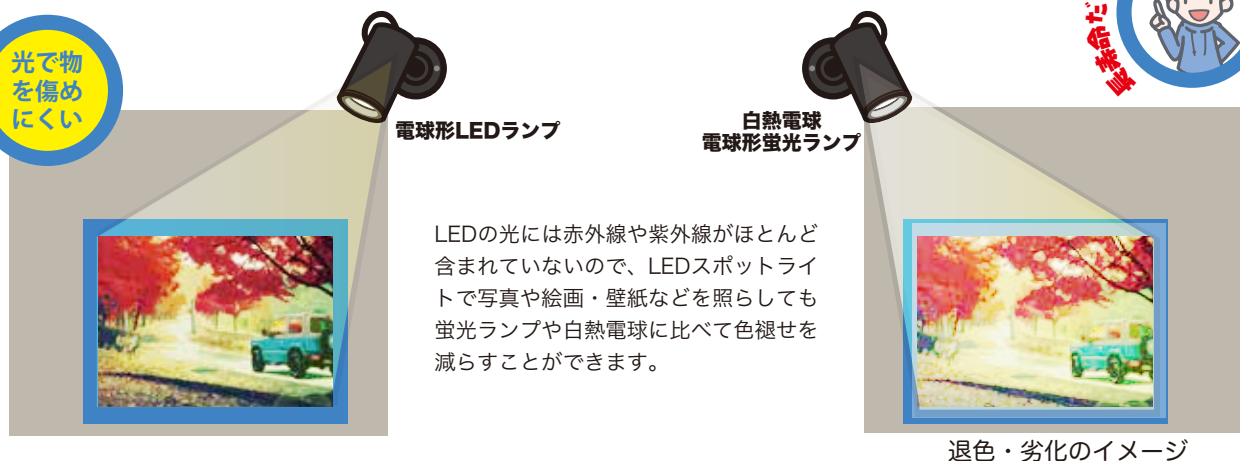 光で物
を傷め
にくい
電球形LEDランプ
白熱電球
電球形蛍光ランプ
LEDの光には赤外線や紫外線がほとんど
含まれていないので、LEDスポットライ
トで写真や絵画・壁紙などを照らしても
蛍光ランプや白熱電球に比べて色褪せを
減らすことができます。
退色・劣化のイメージ
長寿命だ